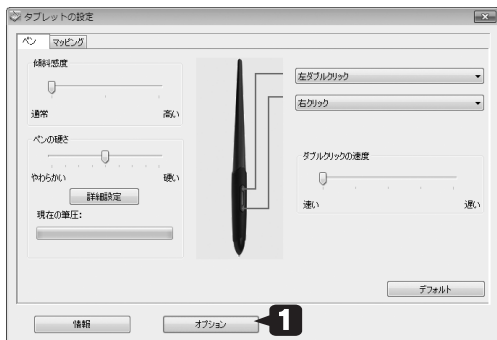 タブレットの設定
ペン
マッピング
傾斜感度
通常 高い
ペンの硬さ
やわらかい 硬い
詳細設定
現在の筆圧:
左ダブルクリック
右クリック
ダブルクリックの速度
速い 遅い
デフォルト
情報
オプション
1